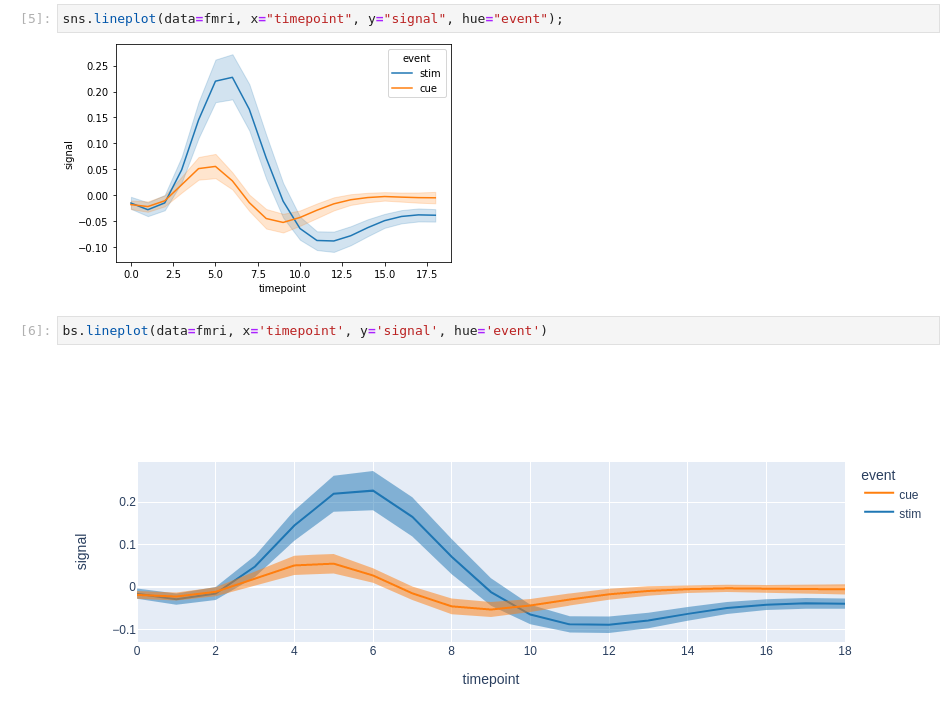 [5]: sns.lineplot(data=fmri, x="timepoint", y="signal", hue="event");
event
stim
cue
0.25
0.20
0.15
0.10
0.05
0.00
−0.05
−0.10
signal
0.0 2.5 5.0 7.5 10.0 12.5 15.0 17.5
timepoint
[6]: bs.lineplot(data=fmri, x='timepoint', y='signal', hue='event')
event
cue
stim
0.2
0.1
0
−0.1
signal
0 2 4 6 8 10 12 14 16 18
timepoint